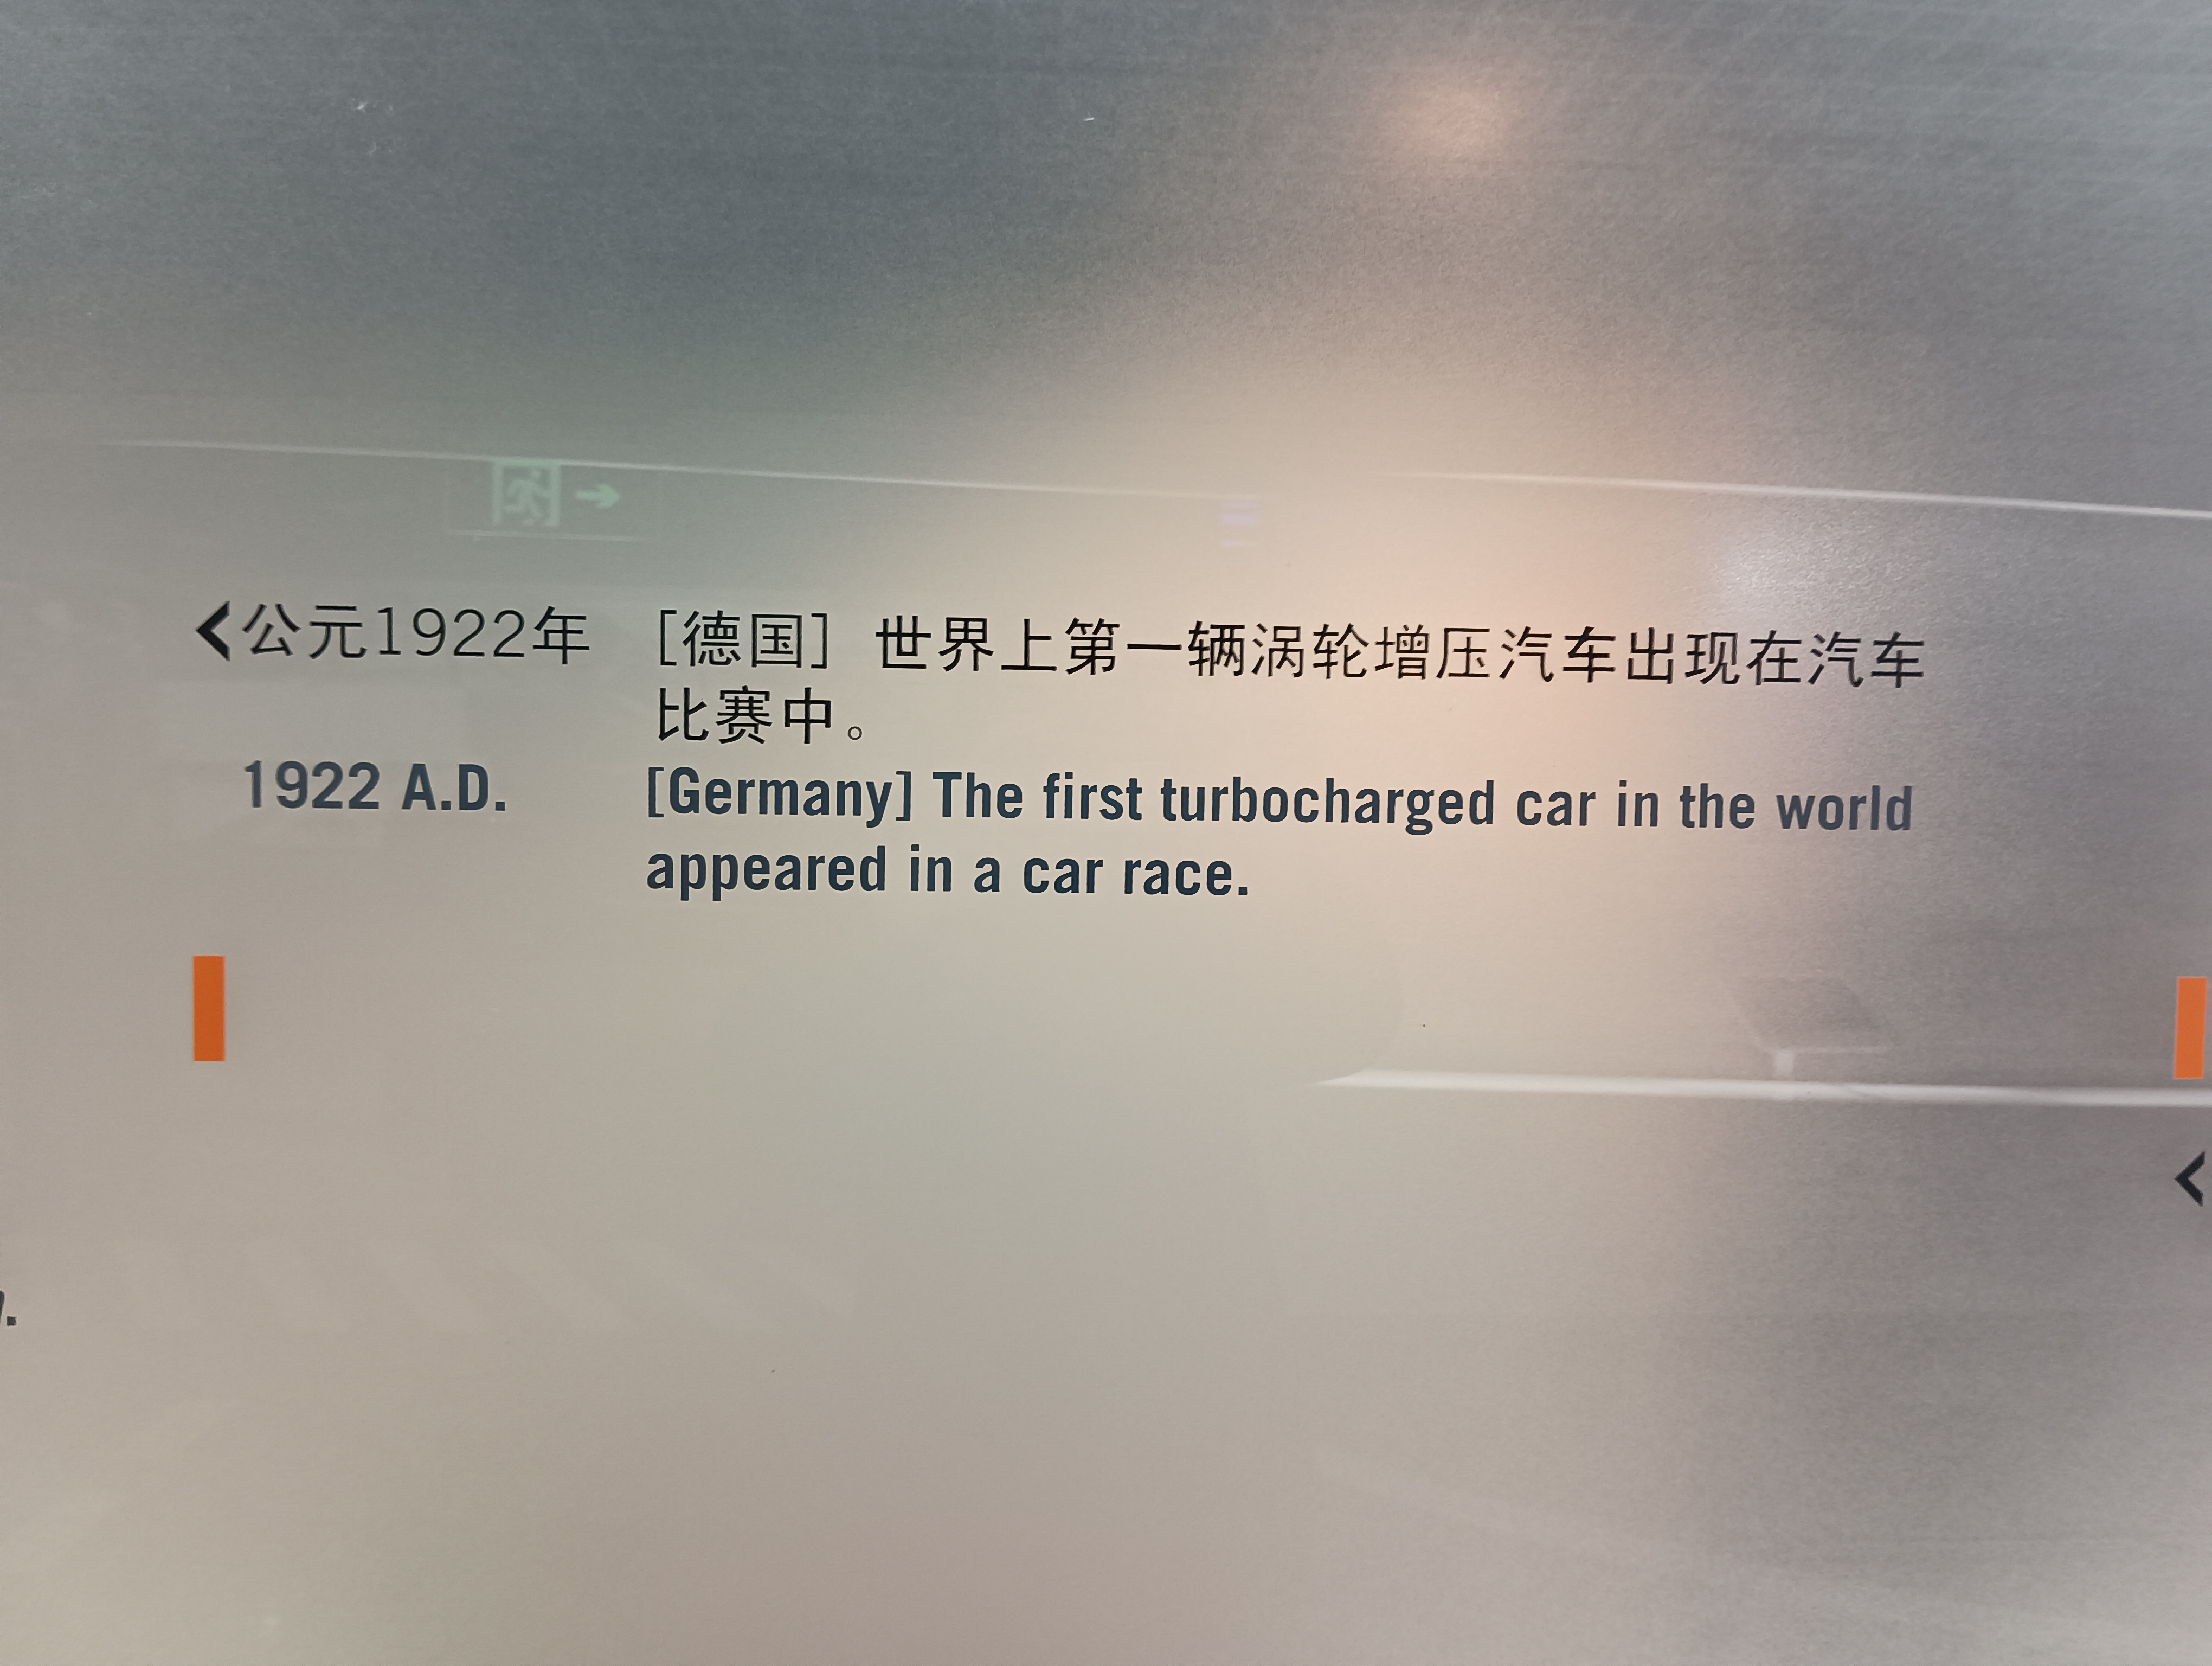 公元1922年 [德国] 世界上第一辆涡轮增压汽车出现在汽车
比赛中。
1922 A.D. [Germany] The first turbocharged car in the world
appeared in a car race.